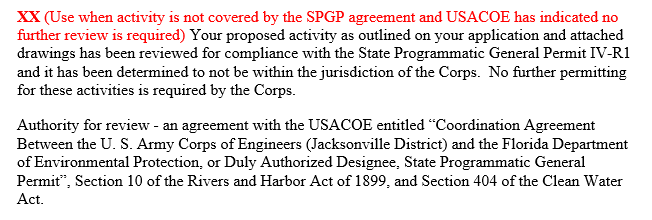 XX (Use when activity is not covered by the SPGP agreement and USACOE has indicated no
further review is required) Your proposed activity as outlined on your application and attached
drawings has been reviewed for compliance with the State Programmatic General Permit IV-R1
and it has been determined to not be within the jurisdiction of the Corps.  No further permitting
for these activities is required by the Corps.

Authority for review - an agreement with the USACOE entitled “Coordination Agreement
Between the U. S. Army Corps of Engineers (Jacksonville District) and the Florida Department
of Environmental Protection, or Duly Authorized Designee, State Programmatic General
Permit”, Section 10 of the Rivers and Harbor Act of 1899, and Section 404 of the Clean Water
Act.